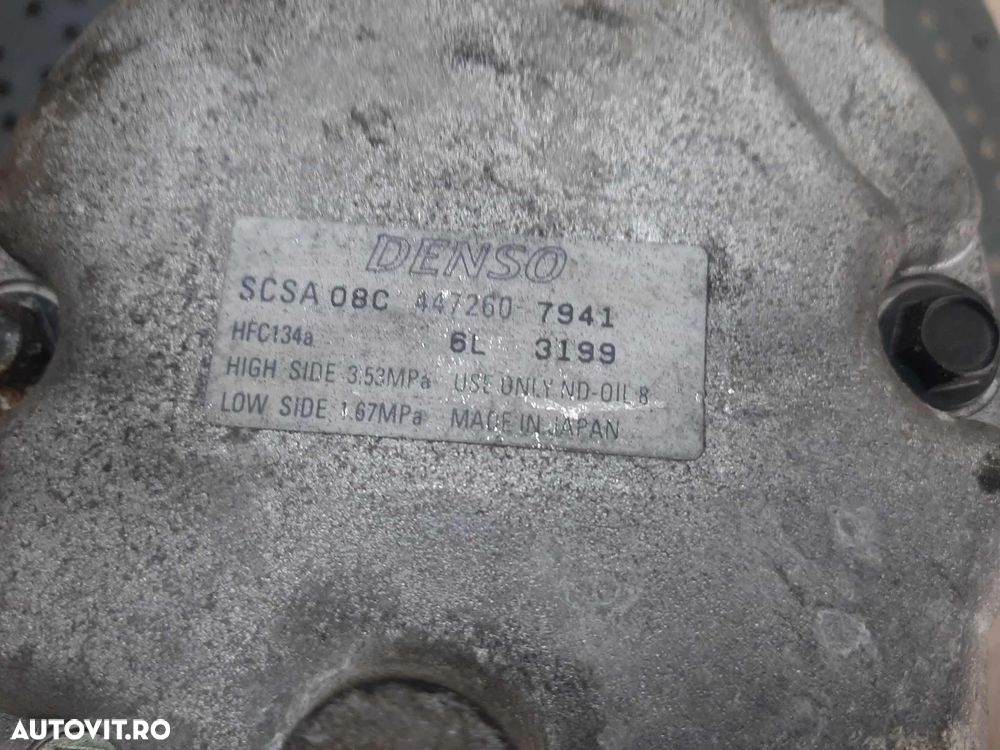 DENSO
SCSA 08C 447260-7941
HFC134a 6L 3199
HIGH SIDE 3.53MPa USE ONLY ND-OIL 8
LOW SIDE 1.67MPa MADE IN JAPAN
AUTOVIT.RO